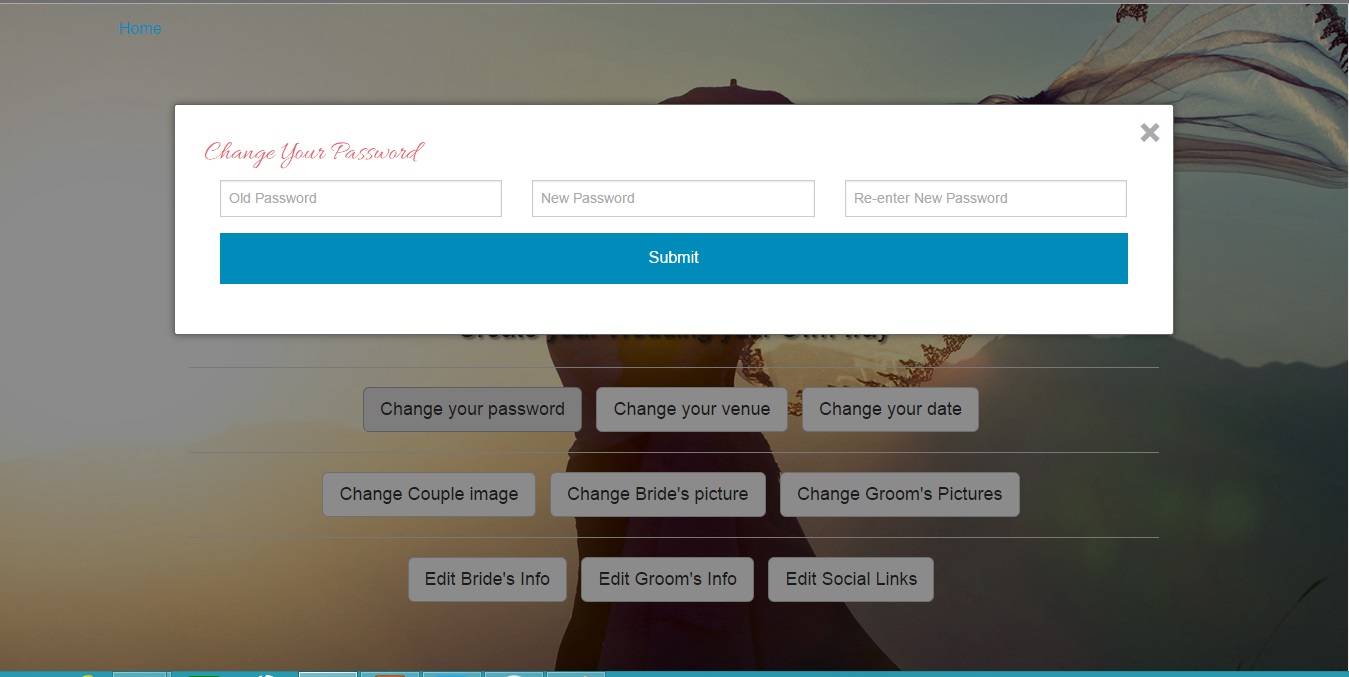 Home
Change Your Password
Old Password New Password Re-enter New Password
Submit
Change your password Change your venue Change your date
Change Couple image Change Bride's picture Change Groom's Pictures
Edit Bride's Info Edit Groom's Info Edit Social Links